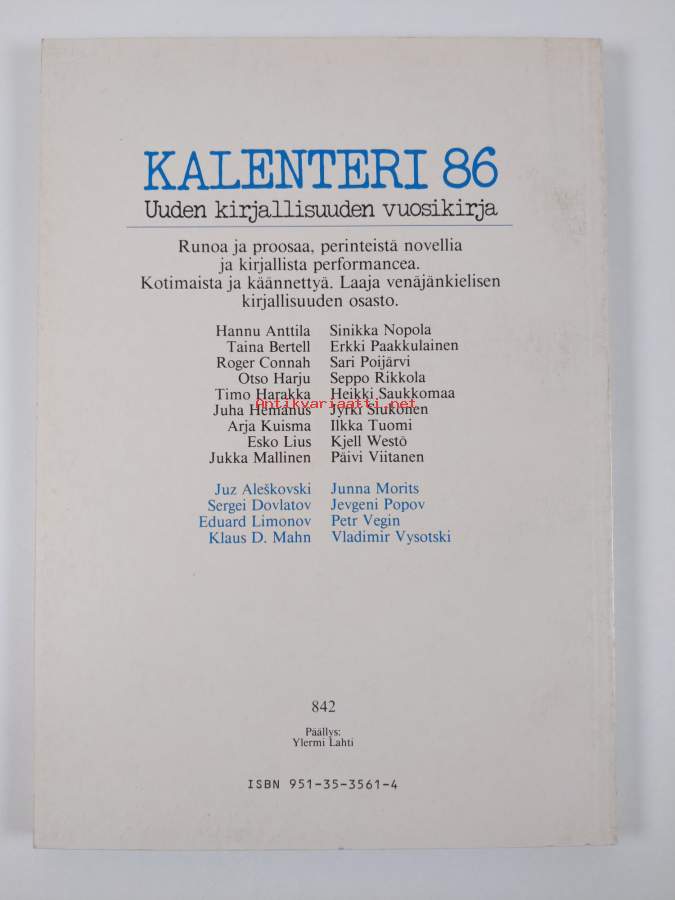 KALENTERI 86
Uuden kirjallisuuden vuosikirja
Runoa ja proosaa, perinteistä novellia
ja kirjallista performancea.
Kotimaista ja käännettyä. Laaja venäjänkielisen
kirjallisuuden osasto.
Hannu Anttila Sinikka Nopola
Taina Bertell Erkki Paakkulainen
Roger Connah Sari Poijärvi
Otso Harju Seppo Rikkola
Timo Harakka Heikki Saukkomaa
Antikvariaatti.net
Juha Hemánus Jyrki Siukonen
Arja Kuisma Ilkka Tuomi
Esko Lius Kjell Westö
Jukka Mallinen Päivi Viitanen
Juz Aleškovski Junna Morits
Sergei Dovlatov Jevgeni Popov
Eduard Limonov Petr Vegin
Klaus D. Mahn Vladimir Vysotski
842
Päällys:
Ylermi Lahti
ISBN 951-35-3561-4